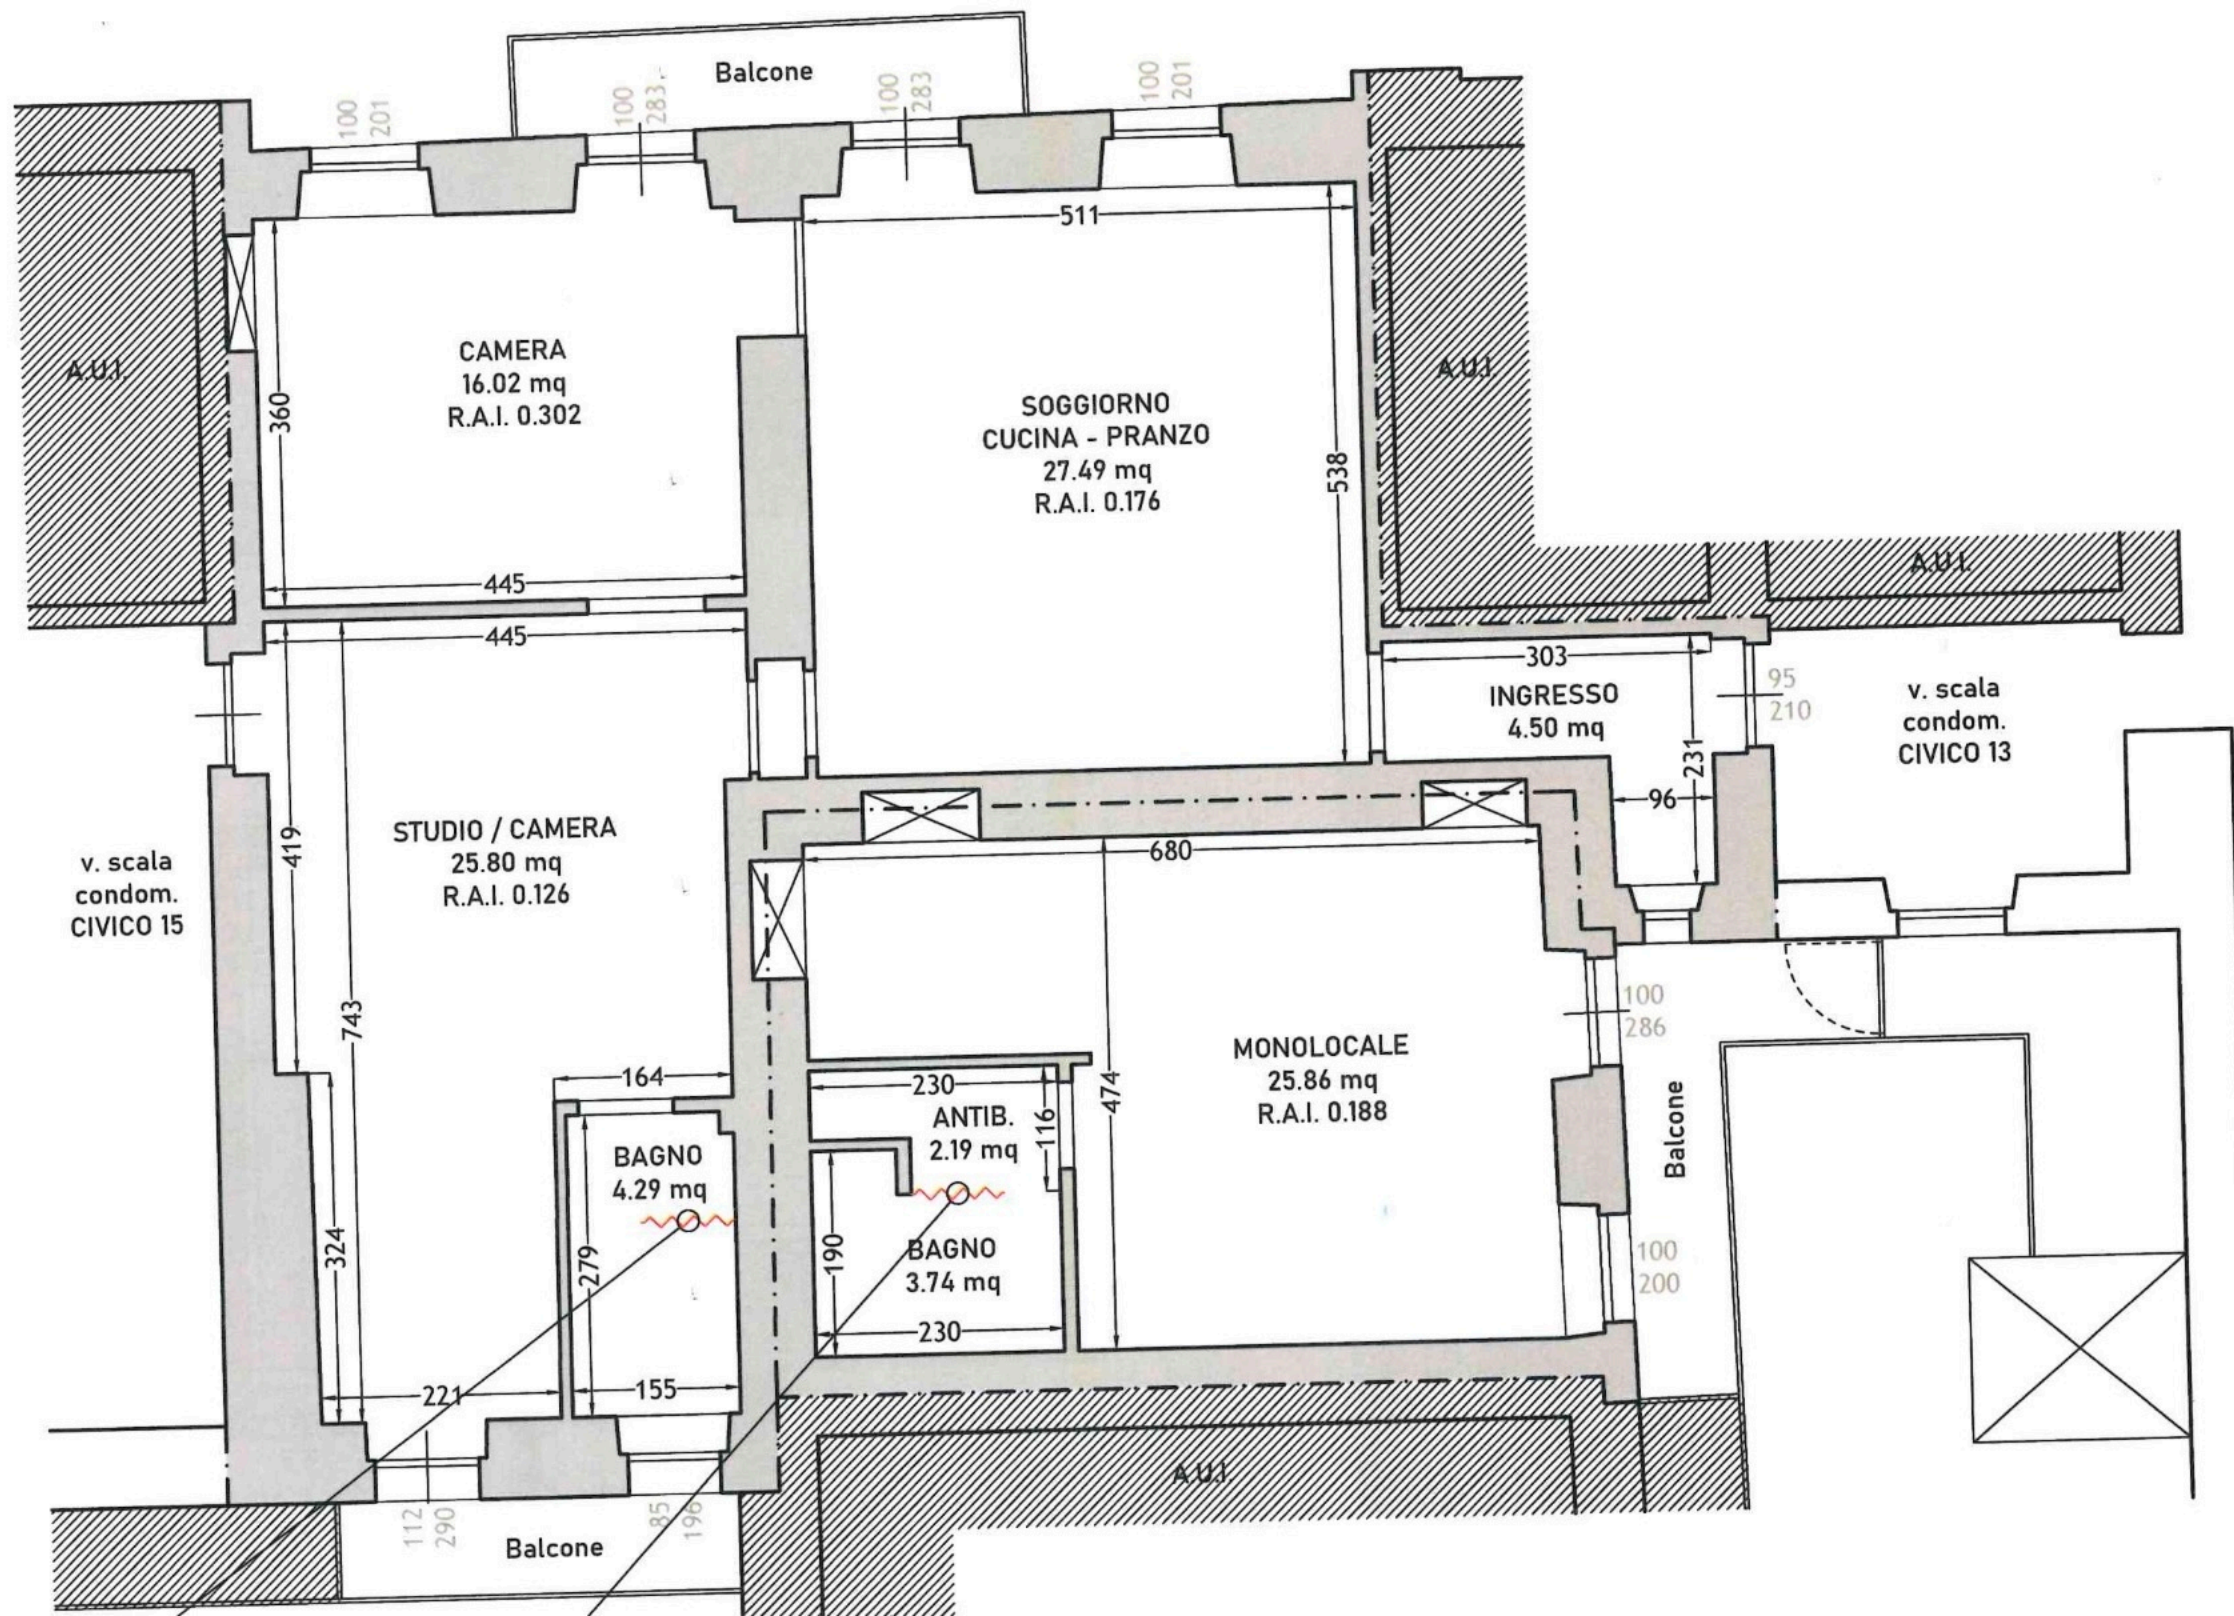 Balcone
100
201
100
283
100
283
100
201
511
A.U.I.
CAMERA
16.02 mq
R.A.I. 0.302
360
445
SOGGIORNO
CUCINA - PRANZO
27.49 mq
R.A.I. 0.176
538
A.U.I.
A.U.I.
445
303
INGRESSO
4.50 mq
95
210
231
96
v. scala
condom.
CIVICO 13
v. scala
condom.
CIVICO 15
419
STUDIO / CAMERA
25.80 mq
R.A.I. 0.126
743
680
474
MONOLOCALE
25.86 mq
R.A.I. 0.188
100
286
Balcone
100
200
164
230
ANTIB.
2.19 mq
116
BAGNO
4.29 mq
324
279
190
BAGNO
3.74 mq
230
221
155
A.U.I.
112
290
85
196
Balcone